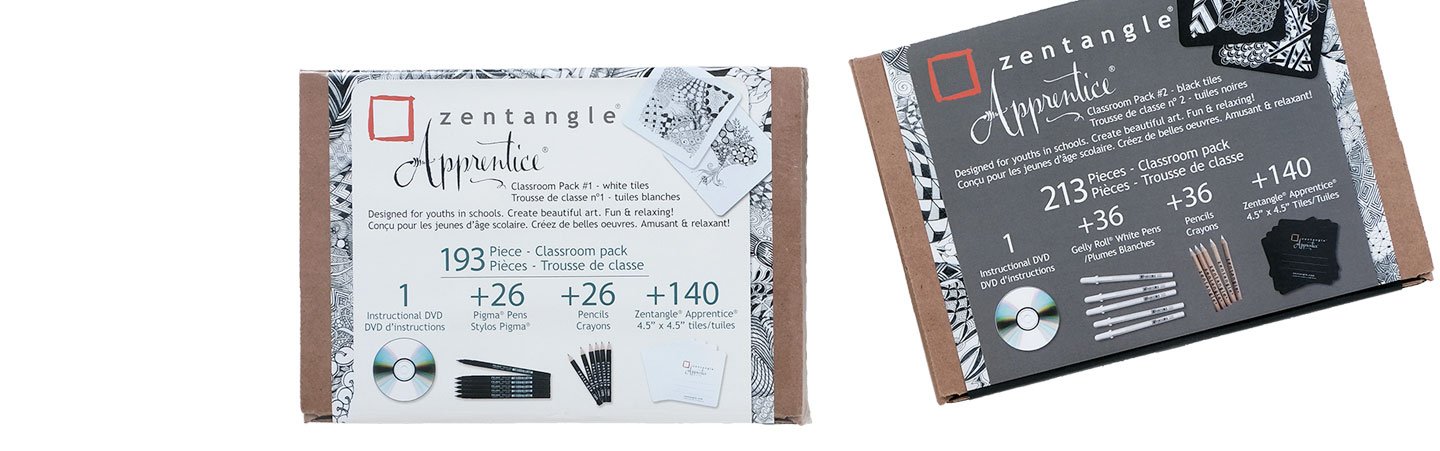 zentangle®
Apprentice®
Classroom Pack #1 - white tiles
Trousse de classe nº1 - tuiles blanches
Designed for youths in schools. Create beautiful art. Fun & relaxing!
Conçu pour les jeunes d'âge scolaire. Créez de belles oeuvres. Amusant & relaxant!
193 Piece - Classroom pack
Pièces - Trousse de classe
1
Instructional DVD
DVD d'instructions
+26
Pigma® Pens
Stylos Pigma®
+26
Pencils
Crayons
+140
Zentangle® Apprentice®
4.5" x 4.5" tiles/tuiles
zentangle
Apprentice
zentangle®
Apprentice®
Classroom Pack #2 - black tiles
Trousse de classe nº 2 - tuiles noires
Designed for youths in schools. Create beautiful art. Fun & relaxing!
Conçu pour les jeunes d'âge scolaire. Créez de belles oeuvres. Amusant & relaxant!
213 Pieces - Classroom pack
Pièces - Trousse de classe
1
Instructional DVD
DVD d'instructions
+36
Gelly Roll® White Pens
/Plumes Blanches
+36
Pencils
Crayons
+140
Zentangle® Apprentice®
4.5" x 4.5" Tiles/Tuiles
zentangle
Apprentice